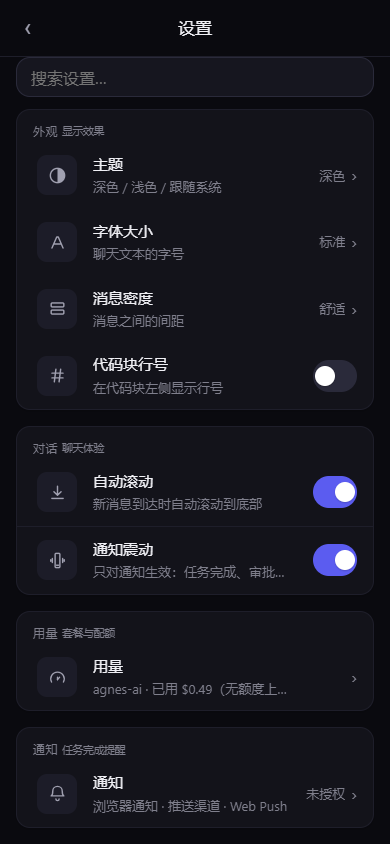 ‹ 设置
搜索设置...
外观 显示效果
主题
深色 / 浅色 / 跟随系统
深色 ›
A
字体大小
聊天文本的字号
标准 ›
消息密度
消息之间的间距
舒适 ›
#
代码块行号
在代码块左侧显示行号
对话 聊天体验
自动滚动
新消息到达时自动滚动到底部
通知震动
只对通知生效：任务完成、审批...
用量 套餐与配额
用量
agnes-ai · 已用 $0.49（无额度上...
›
通知 任务完成提醒
通知
浏览器通知 · 推送渠道 · Web Push
未授权 ›